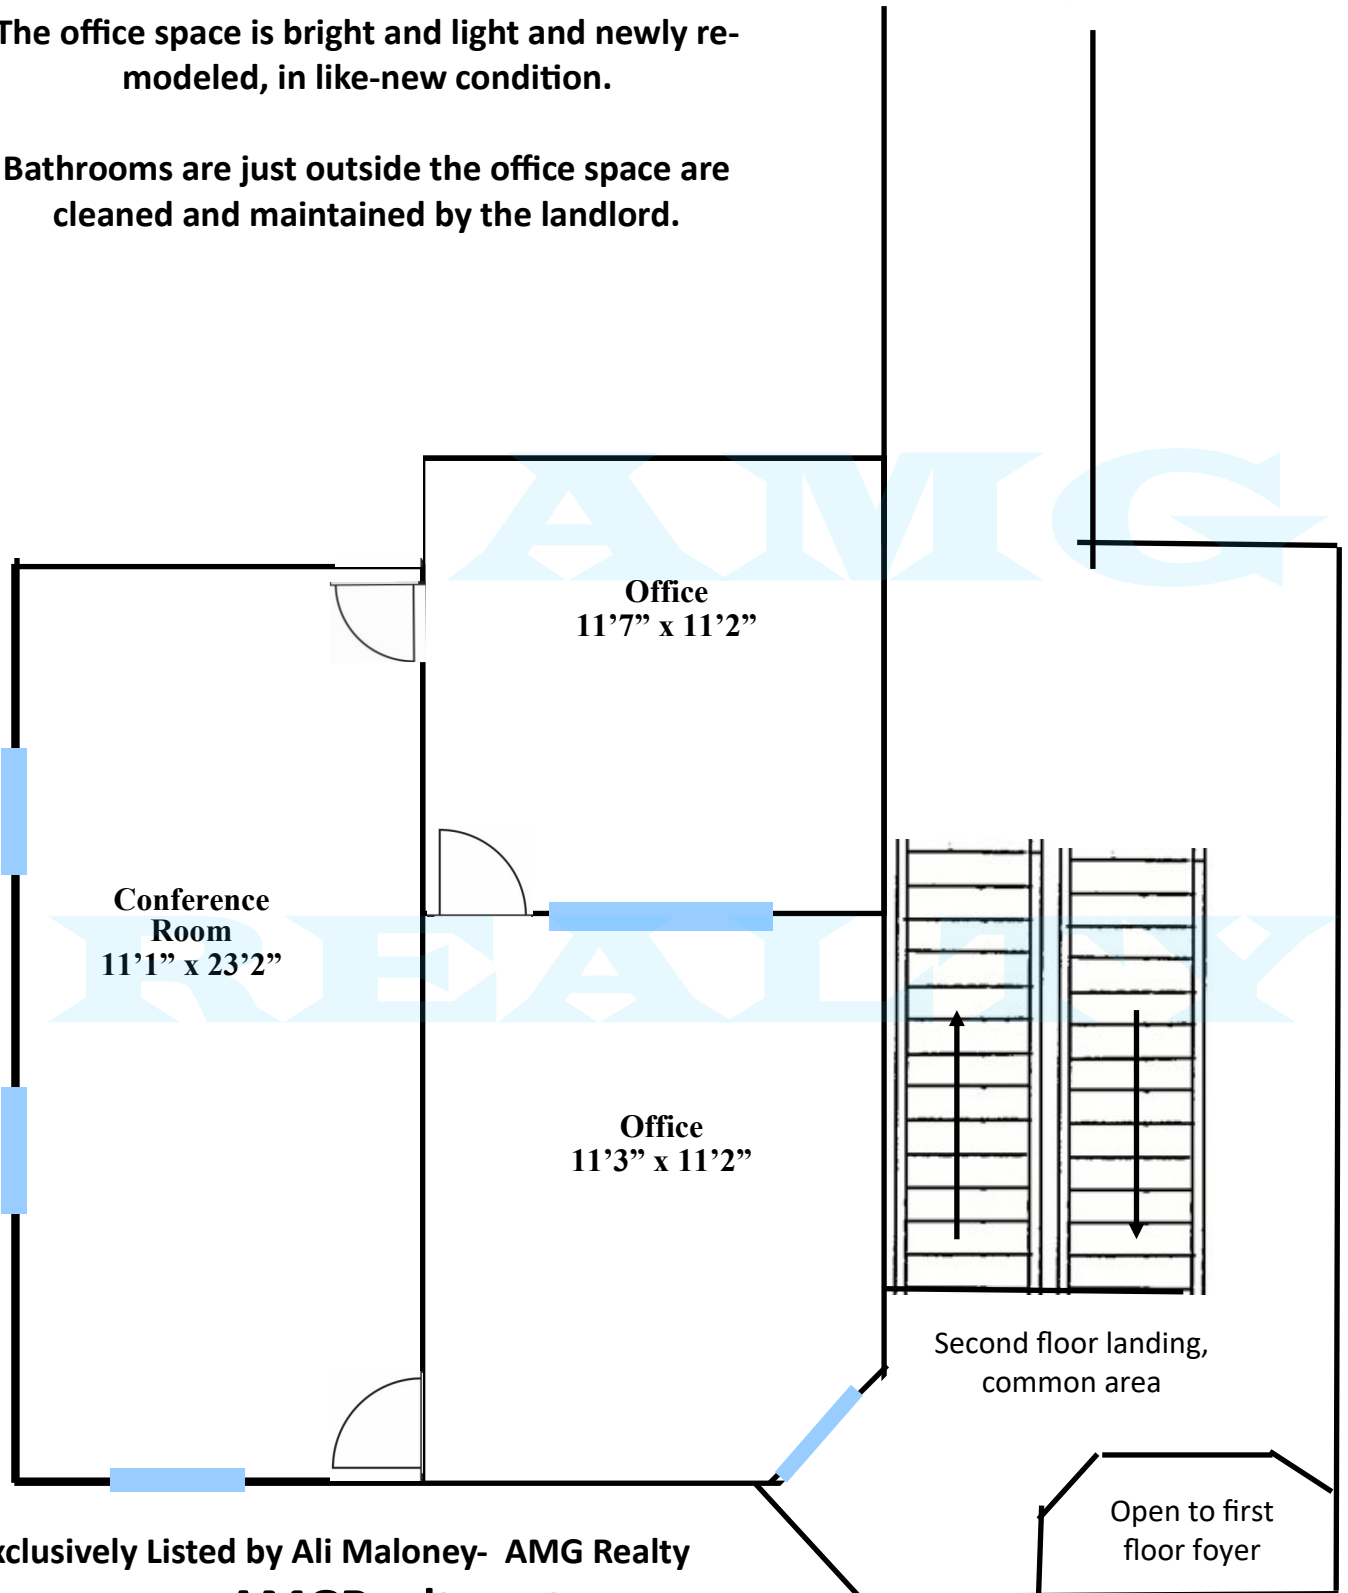 The office space is bright and light and newly re-
modeled, in like-new condition.
Bathrooms are just outside the office space are
cleaned and maintained by the landlord.
AMG
Office
11’7” x 11’2”
Conference
Room
11’1” x 23’2”
REALTY
Office
11’3” x 11’2”
Second floor landing,
common area
Open to first
floor foyer
xclusively Listed by Ali Maloney-  AMG Realty